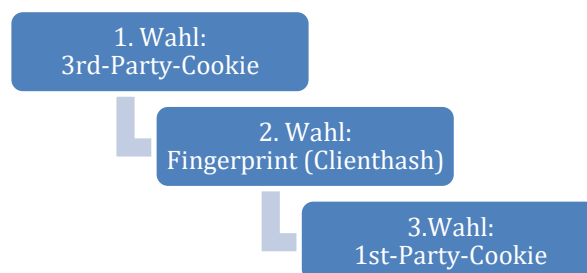 1. Wahl:
3rd-Party-Cookie
2. Wahl:
Fingerprint (Clienthash)
3.Wahl:
1st-Party-Cookie